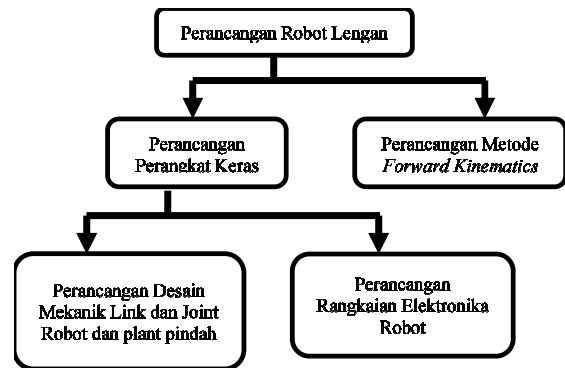 Perancangan Robot Lengan
Perancangan
Perangkat Keras
Perancangan Metode
Forward Kinematics
Perancangan Desain
Mekanik Link dan Joint
Robot dan plant pindah
Perancangan
Rangkaian Elektronika
Robot